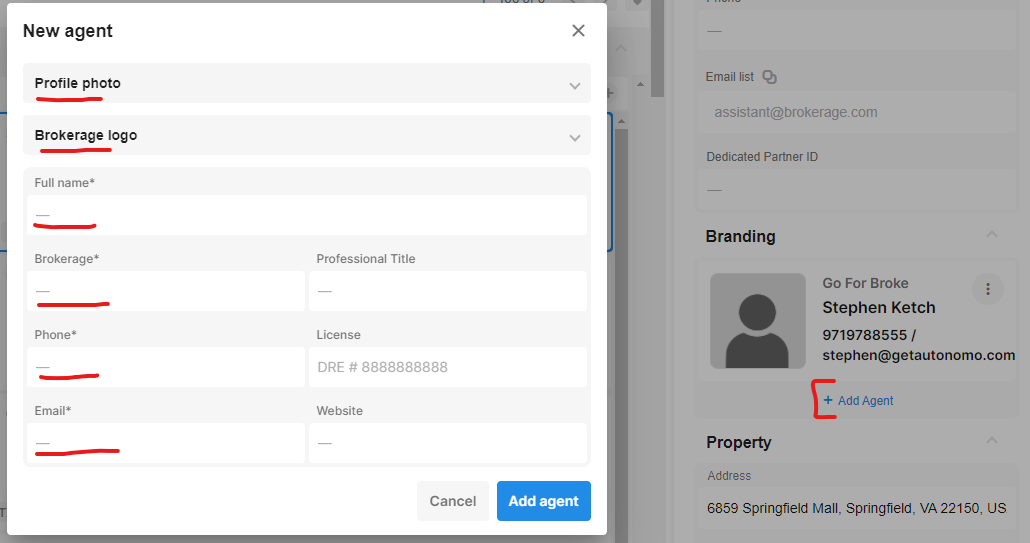 New agent
Profile photo
Brokerage logo
Full name*
—
Brokerage*
Professional Title
—
—
Phone*
License
—
DRE # 8888888888
Email*
Website
—
—
Cancel
Add agent
Phone
—
Email list
assistant@brokerage.com
Dedicated Partner ID
—
Branding
Go For Broke
Stephen Ketch
9719788555 /
stephen@getautonomo.com
+ Add Agent
Property
Address
6859 Springfield Mall, Springfield, VA 22150, US